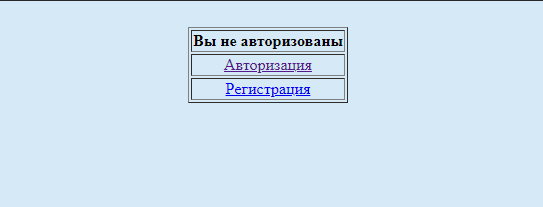 Вы не авторизованы
Авторизация
Регистрация